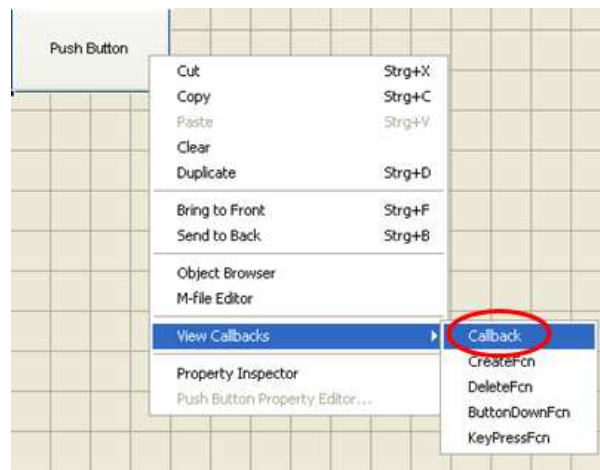 Push Button
Cut Strg+X
Copy Strg+C
Paste Strg+V
Clear
Duplicate Strg+D
Bring to Front Strg+F
Send to Back Strg+B
Object Browser
M-file Editor
View Callbacks
Callback
CreateFcn
Property Inspector
DeleteFcn
Push Button Property Editor...
ButtonDownFcn
KeyPressFcn